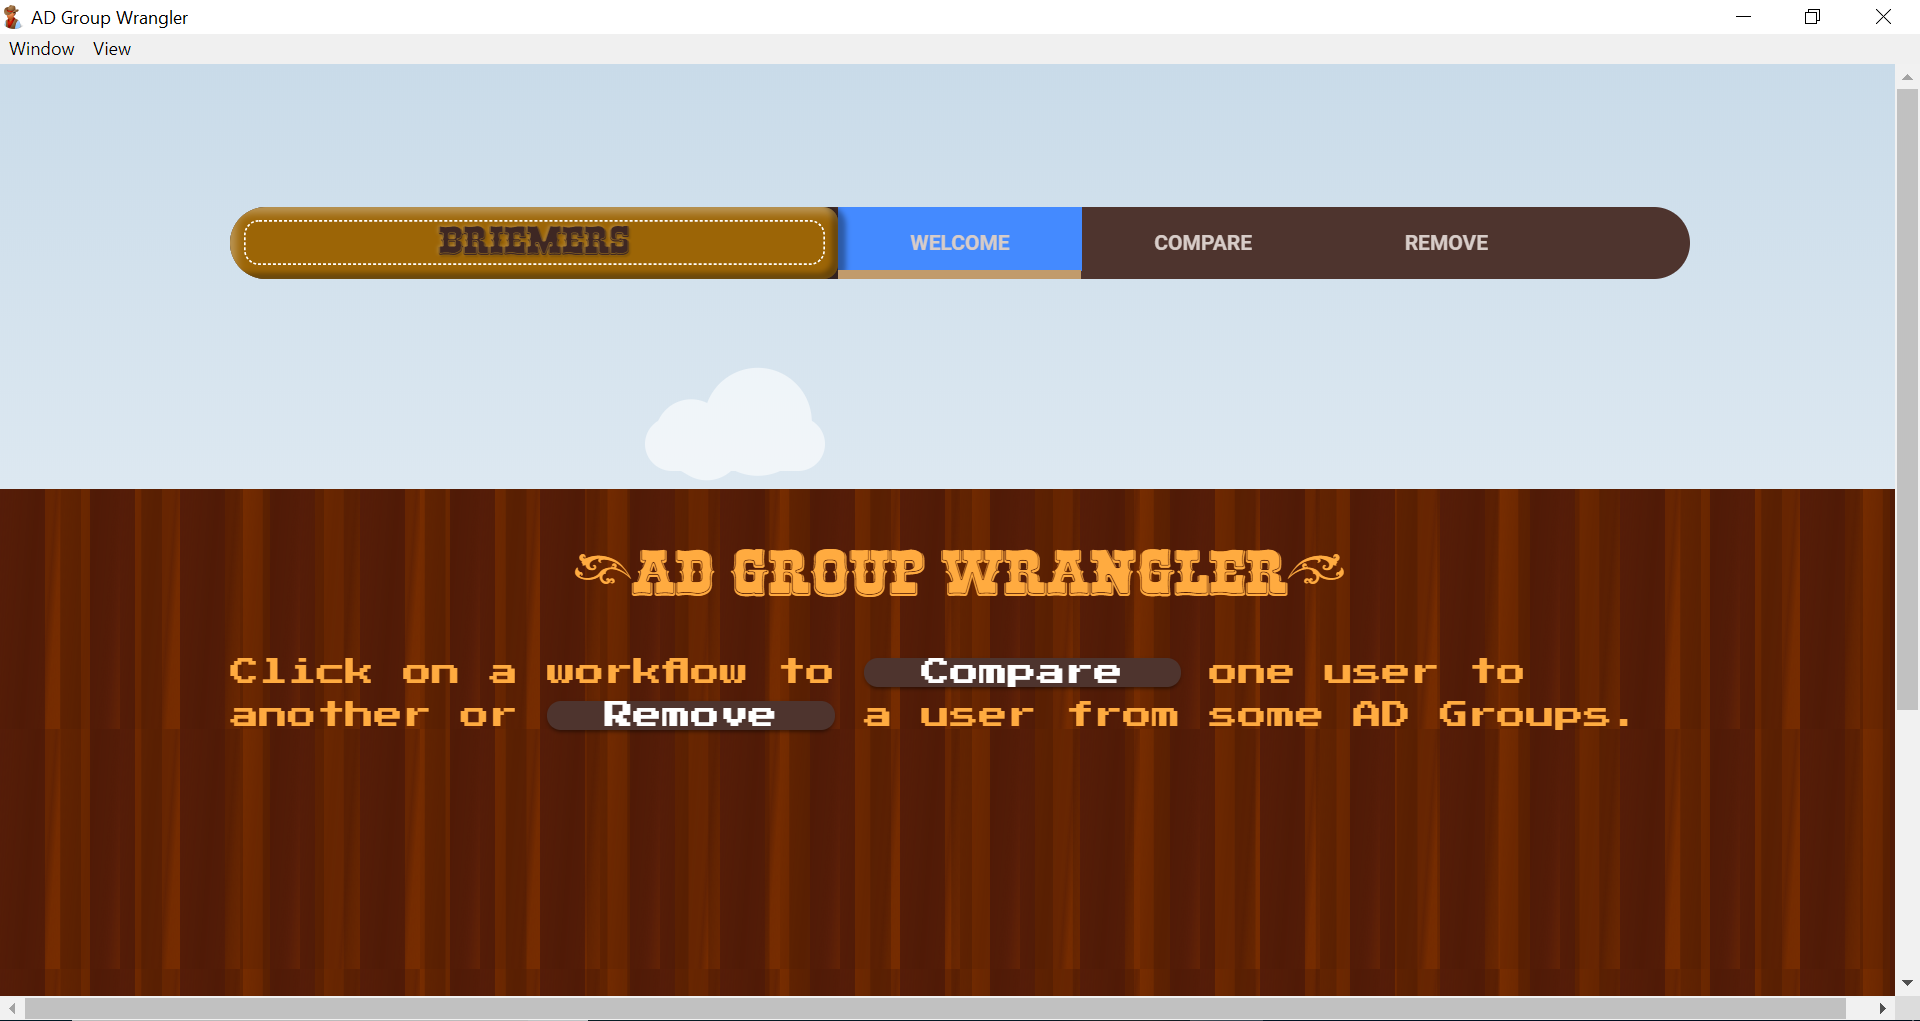 AD Group Wrangler
Window View
BRIEMERS WELCOME COMPARE REMOVE
AD GROUP WRANGLER
Click on a workflow to Compare one user to
another or Remove a user from some AD Groups.